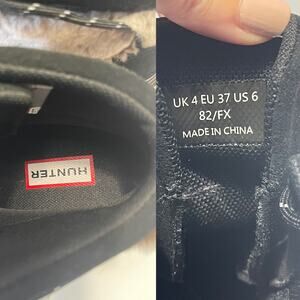 HUNTER
UK 4 EU 37 US 6
82/FX
MADE IN CHINA